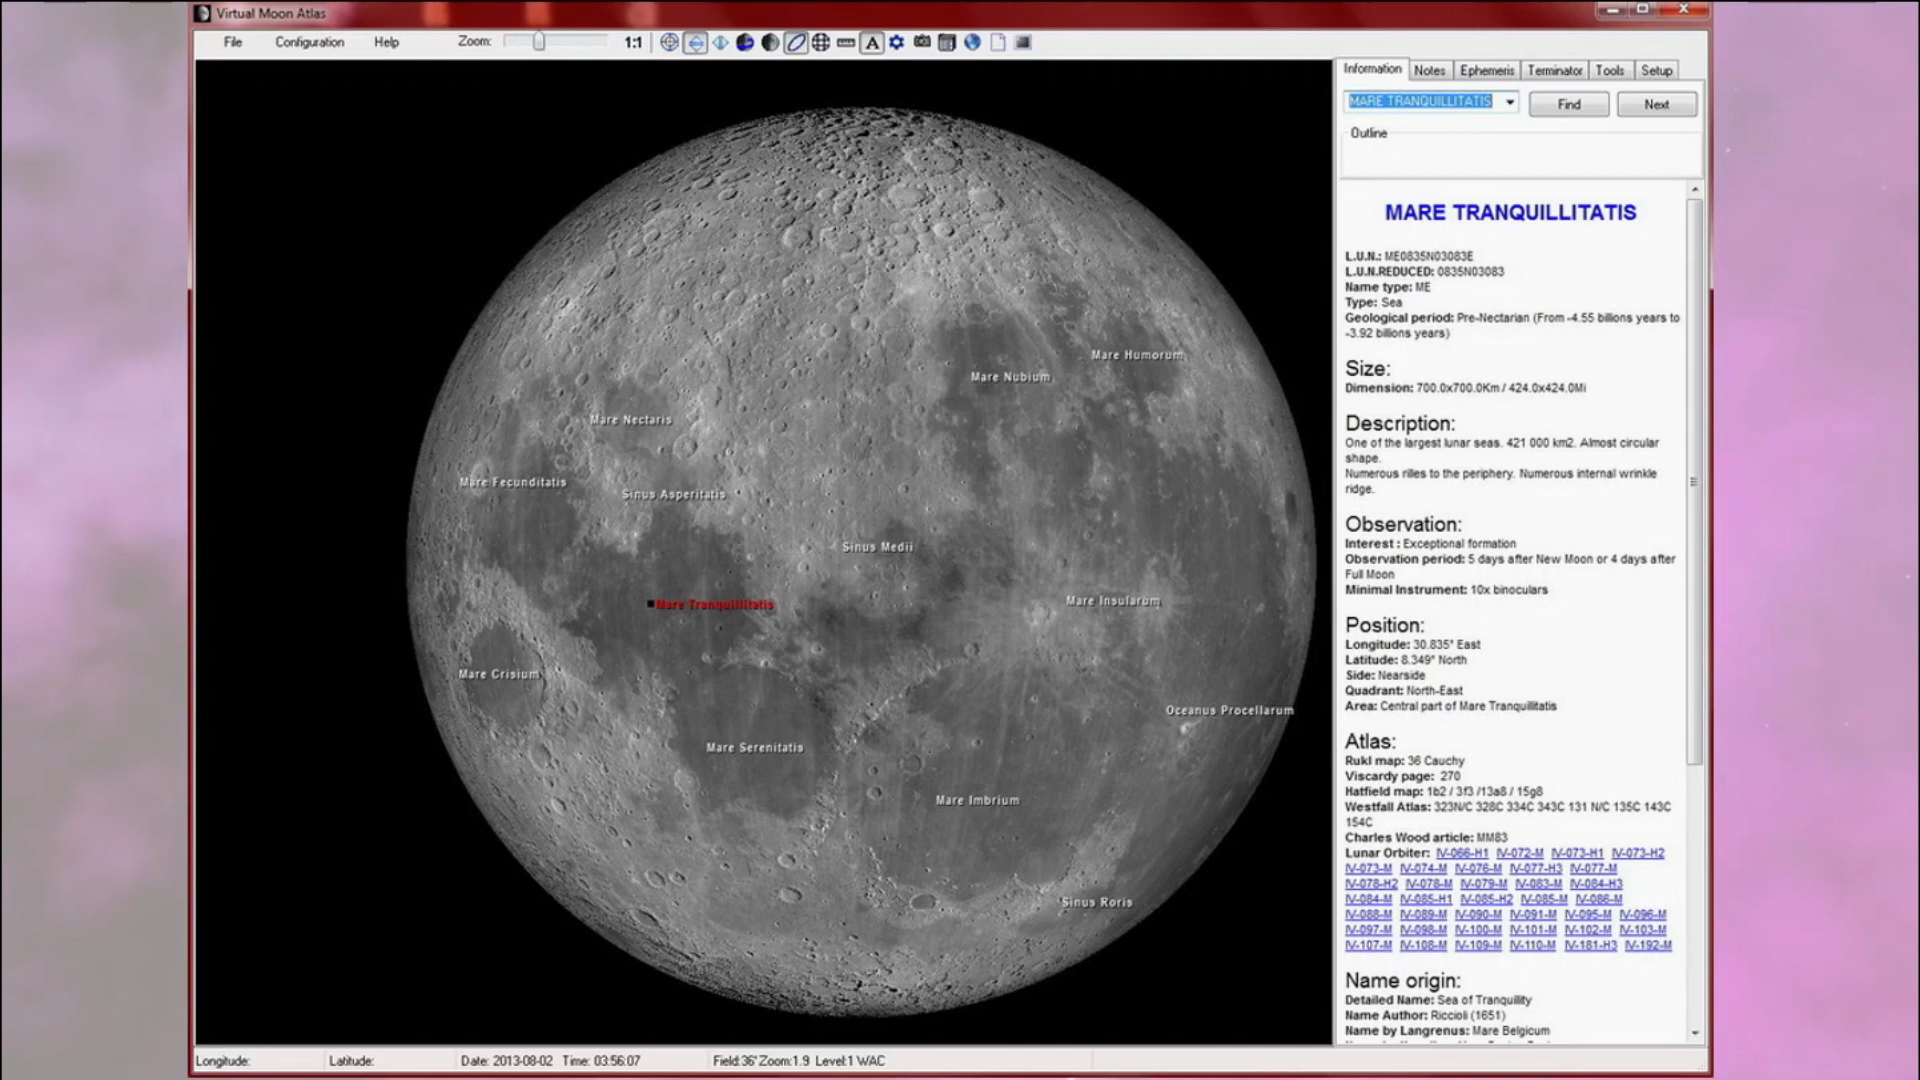 Virtual Moon Atlas
File Configuration Help Zoom: 1:1
Information Notes Ephemeris Terminator Tools Setup
MARE TRANQUILLITATIS Find Next
Outline
MARE TRANQUILLITATIS
L.U.N.: ME0835N03083E
L.U.N.REDUCED: 0835N03083
Name type: ME
Type: Sea
Geological period: Pre-Nectarian (From -4.55 billions years to
-3.92 billions years)
Size:
Dimension: 700.0x700.0Km / 424.0x424.0Mi
Description:
One of the largest lunar seas. 421 000 km2. Almost circular
shape.
Numerous rilles to the periphery. Numerous internal wrinkle
ridge.
Observation:
Interest : Exceptional formation
Observation period: 5 days after New Moon or 4 days after
Full Moon
Minimal Instrument: 10x binoculars
Position:
Longitude: 30.835° East
Latitude: 8.349° North
Side: Nearside
Quadrant: North-East
Area: Central part of Mare Tranquillitatis
Atlas:
Rukl map: 36 Cauchy
Viscardy page: 270
Hatfield map: 1b2 / 3f3 /13a8 / 15g8
Westfall Atlas: 323N/C 328C 334C 343C 131 N/C 135C 143C
154C
Charles Wood article: MM83
Lunar Orbiter: IV-066-H1 IV-072-M IV-073-H1 IV-073-H2
IV-073-M IV-074-M IV-076-M IV-077-H3 IV-077-M
IV-078-H2 IV-078-M IV-079-M IV-083-M IV-084-H3
IV-084-M IV-085-H1 IV-085-H2 IV-085-M IV-086-M
IV-088-M IV-089-M IV-090-M IV-091-M IV-095-M IV-096-M
IV-097-M IV-098-M IV-100-M IV-101-M IV-102-M IV-103-M
IV-107-M IV-108-M IV-109-M IV-110-M IV-181-H3 IV-192-M
Name origin:
Detailed Name: Sea of Tranquility
Name Author: Riccioli (1651)
Name by Langrenus: Mare Belgicum
Mare Humorum
Mare Nubium
Mare Nectaris
Mare Fecunditatis
Sinus Asperitatis
Sinus Medii
Mare Tranquillitatis
Mare Insularum
Mare Crisium
Oceanus Procellarum
Mare Serenitatis
Mare Imbrium
Sinus Roris
Longitude: Latitude: Date: 2013-08-02 Time: 03:56:07 Field:36' Zoom:1.9 Level:1 WAC